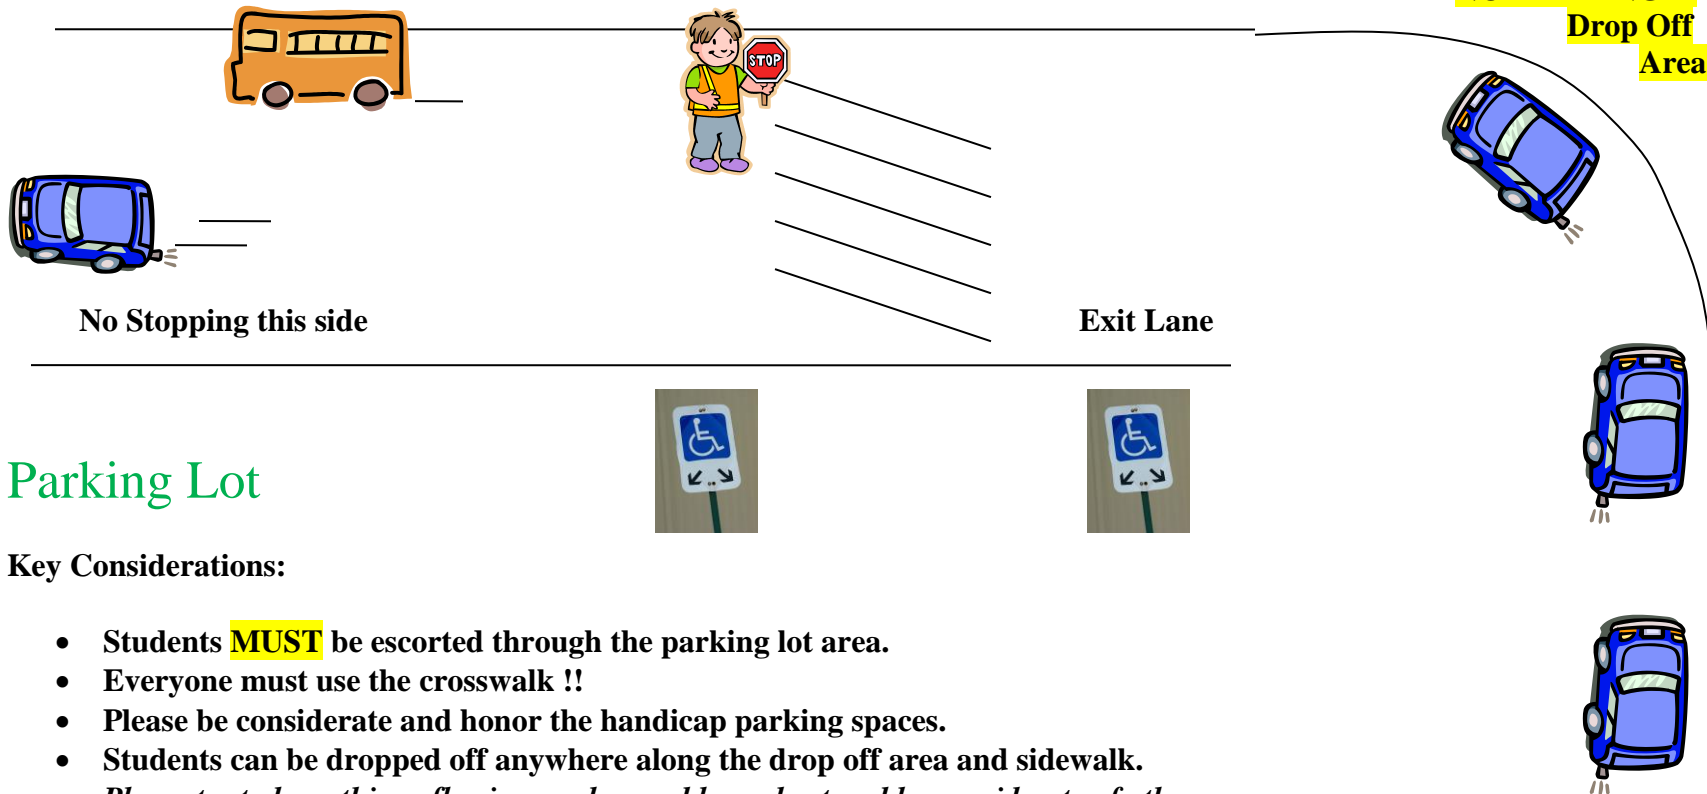 Drop Off
Area
STOP
No Stopping this side
Exit Lane
Parking Lot
Key Considerations:
• Students MUST be escorted through the parking lot area.
• Everyone must use the crosswalk !!
• Please be considerate and honor the handicap parking spaces.
• Students can be dropped off anywhere along the drop off area and sidewalk.